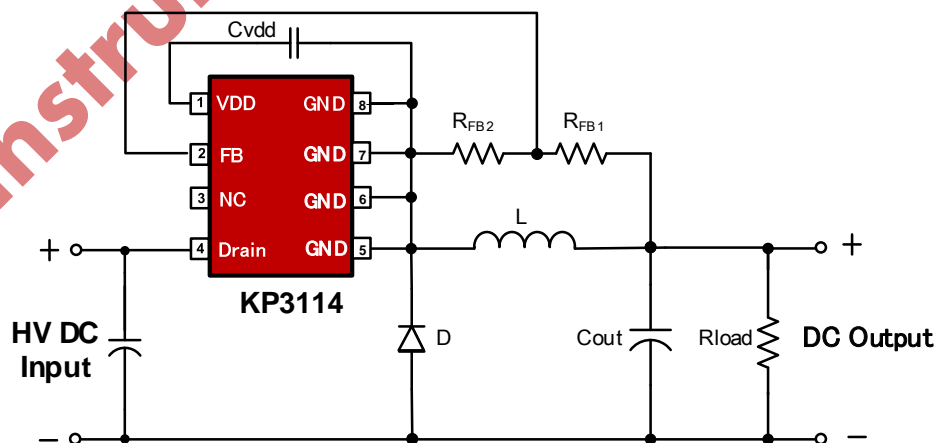 Cvdd
1 VDD GND 8
2 FB GND 7
3 NC GND 6
4 Drain GND 5
KP3114
RFB2
RFB1
L
D
Cout
Rload
+
HV DC
Input
−
+
DC Output
−